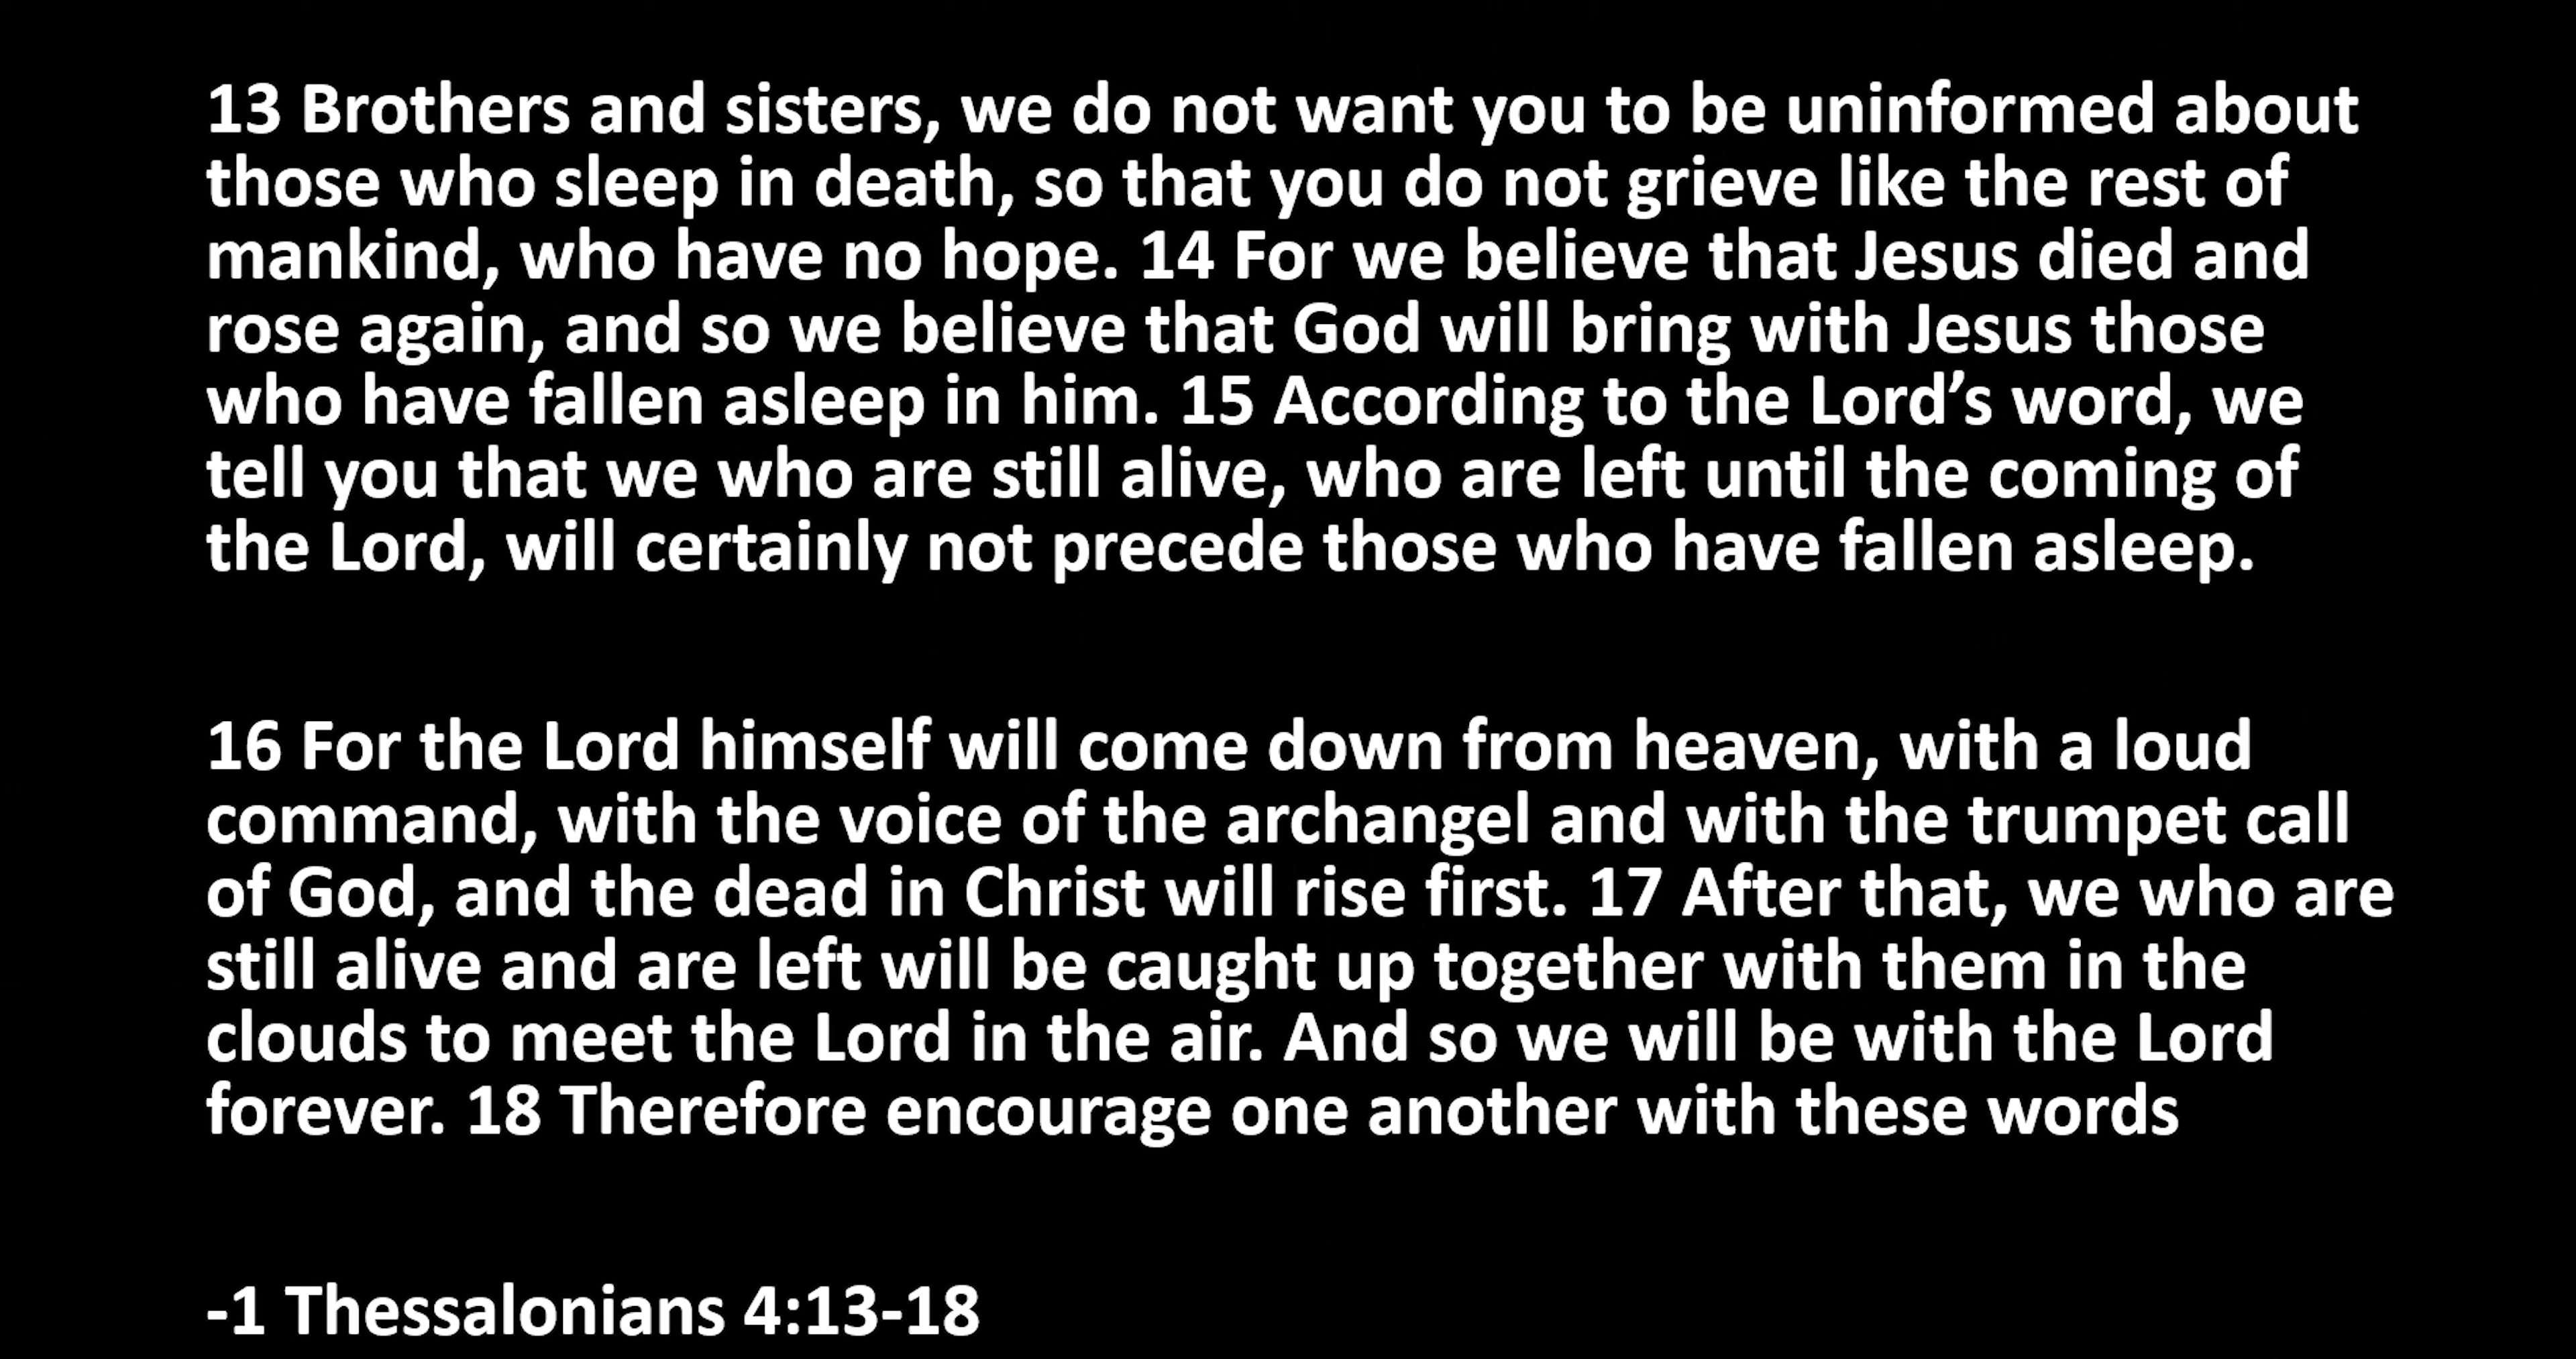 13 Brothers and sisters, we do not want you to be uninformed about
those who sleep in death, so that you do not grieve like the rest of
mankind, who have no hope. 14 For we believe that Jesus died and
rose again, and so we believe that God will bring with Jesus those
who have fallen asleep in him. 15 According to the Lord’s word, we
tell you that we who are still alive, who are left until the coming of
the Lord, will certainly not precede those who have fallen asleep.
16 For the Lord himself will come down from heaven, with a loud
command, with the voice of the archangel and with the trumpet call
of God, and the dead in Christ will rise first. 17 After that, we who are
still alive and are left will be caught up together with them in the
clouds to meet the Lord in the air. And so we will be with the Lord
forever. 18 Therefore encourage one another with these words
-1 Thessalonians 4:13-18